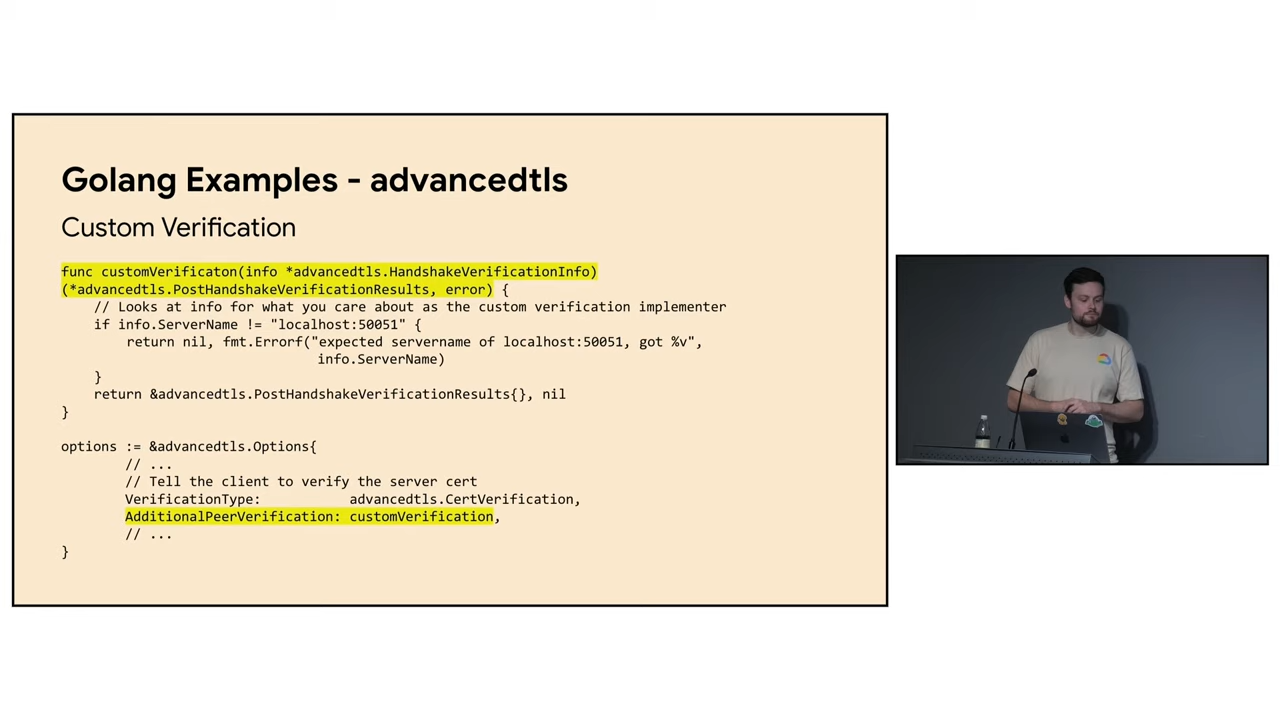 Golang Examples - advancedtls
Custom Verification
func customVerificaton(info *advancedtls.HandshakeVerificationInfo)
(*advancedtls.PostHandshakeVerificationResults, error) {
    // Looks at info for what you care about as the custom verification implementer
    if info.ServerName != "localhost:50051" {
        return nil, fmt.Errorf("expected servername of localhost:50051, got %v",
                                info.ServerName)
    }
    return &advancedtls.PostHandshakeVerificationResults{}, nil
}
options := &advancedtls.Options{
        // ...
        // Tell the client to verify the server cert
        VerificationType:           advancedtls.CertVerification,
        AdditionalPeerVerification: customVerification,
        // ...
}